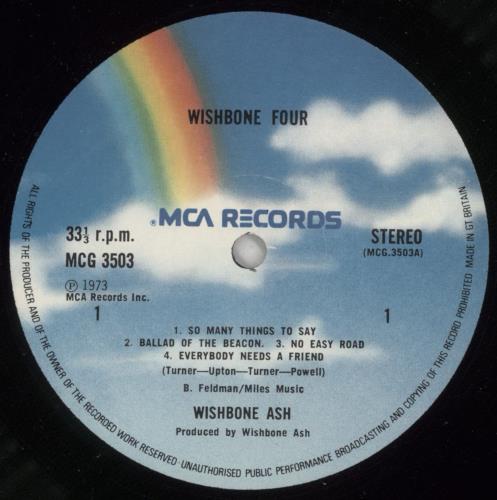 WISHBONE FOUR
®MCA RECORDS
33⅓ r.p.m.
MCG 3503
Ⓟ 1973
MCA Records Inc.
1
STEREO
(MCG.3503A)
1
1. SO MANY THINGS TO SAY
2. BALLAD OF THE BEACON. 3. NO EASY ROAD
4. EVERYBODY NEEDS A FRIEND
(Turner—Upton—Turner—Powell)
B. Feldman/Miles Music
WISHBONE ASH
Produced by Wishbone Ash
ALL RIGHTS OF THE PRODUCER AND OF THE OWNER OF THE RECORDED WORK RESERVED·UNAUTHORISED PUBLIC PERFORMANCE BROADCASTING AND COPYING OF THIS RECORD PROHIBITED MADE IN GT BRITAIN